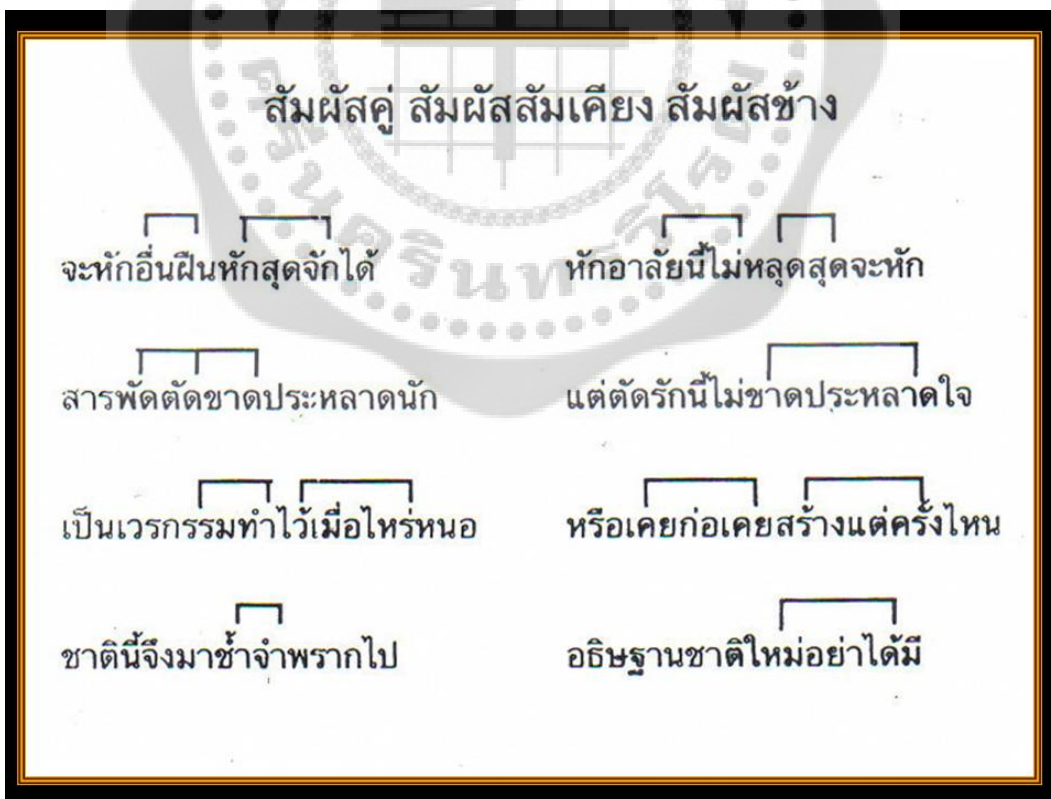 สัมผัสคู่ สัมผัสสัมเคียง สัมผัสข้าง
จะหักอื่นฝืนหักสุดจักได้ หักอาลัยนี้ไม่หลุดสุดจะหัก
สารพัดตัดขาดประหลาดนัก แต่ตัดรักนี้ไม่ขาดประหลาดใจ
เป็นเวรกรรมทำไว้เมื่อไหร่หนอ หรือเคยก่อเคยสร้างแต่ครั้งไหน
ชาตินี้จึงมาช้ำจำพรากไป อธิษฐานชาติใหม่อย่าได้มี